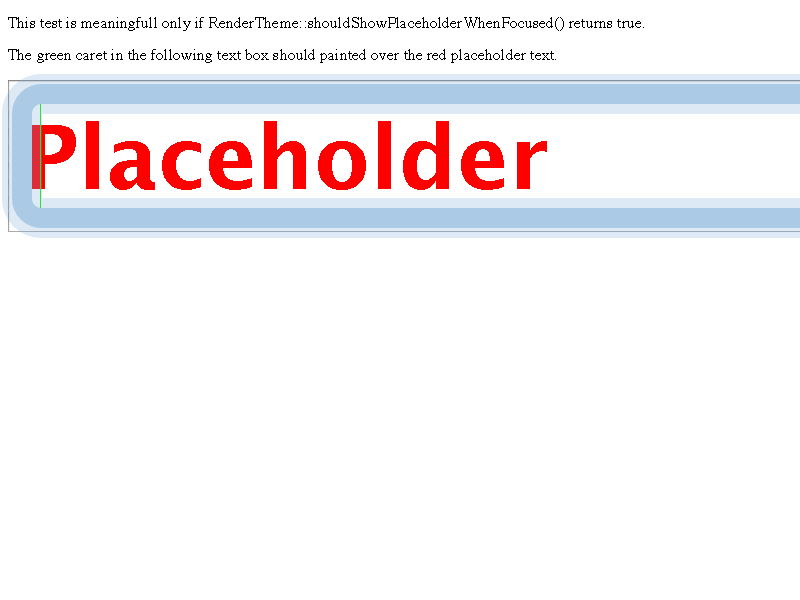 This test is meaningfull only if RenderTheme::shouldShowPlaceholderWhenFocused() returns true.
The green caret in the following text box should painted over the red placeholder text.
Placeholder